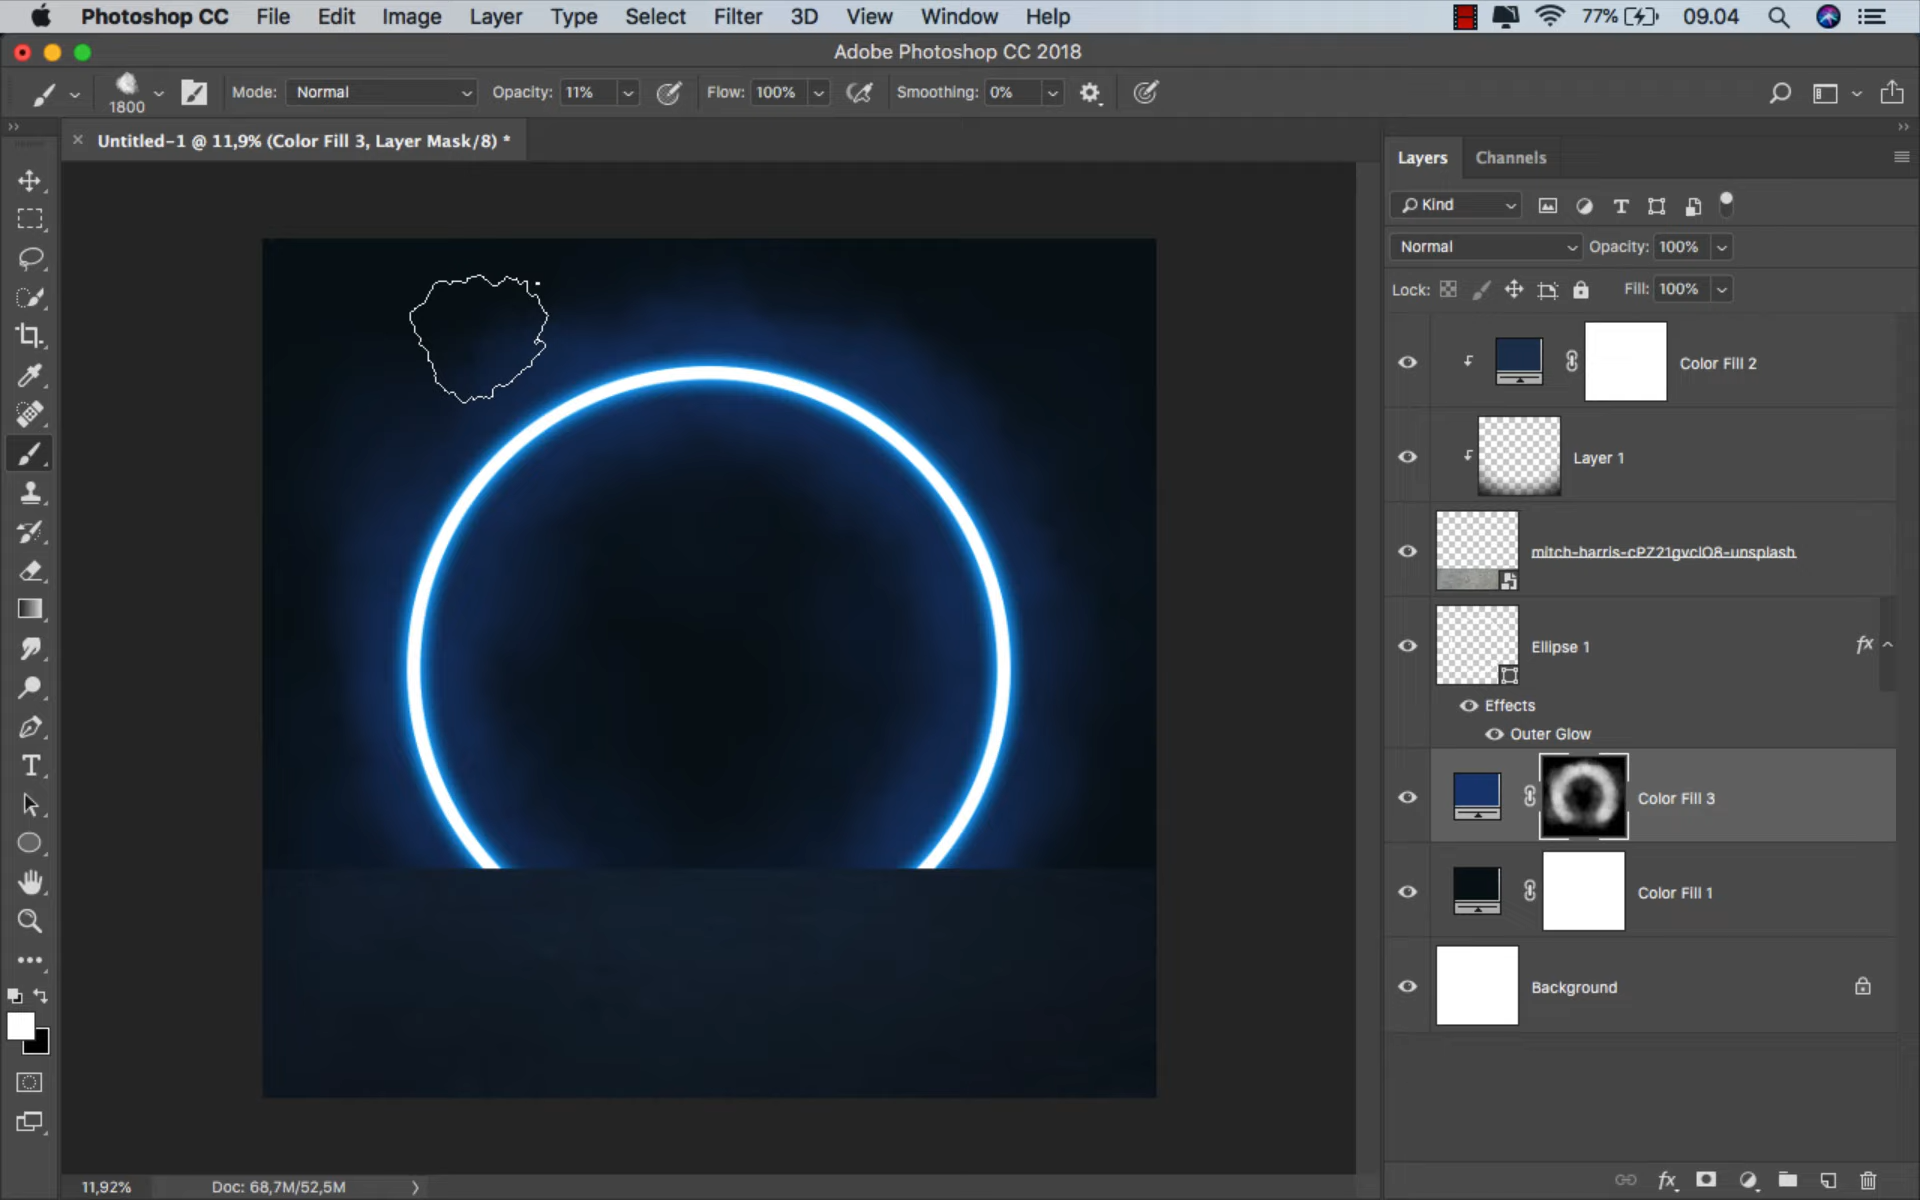 Photoshop CC File Edit Image Layer Type Select Filter 3D View Window Help 77% 09.04
Adobe Photoshop CC 2018
1800 Mode: Normal Opacity: 11% Flow: 100% Smoothing: 0%
Untitled-1 @ 11,9% (Color Fill 3, Layer Mask/8) *
Layers Channels
Kind
Normal Opacity: 100%
Lock: Fill: 100%
Color Fill 2
Layer 1
mitch-harris-cPZ21gvclO8-unsplash
Ellipse 1 fx
Effects
Outer Glow
Color Fill 3
Color Fill 1
Background
11,92% Doc: 68,7M/52,5M
fx